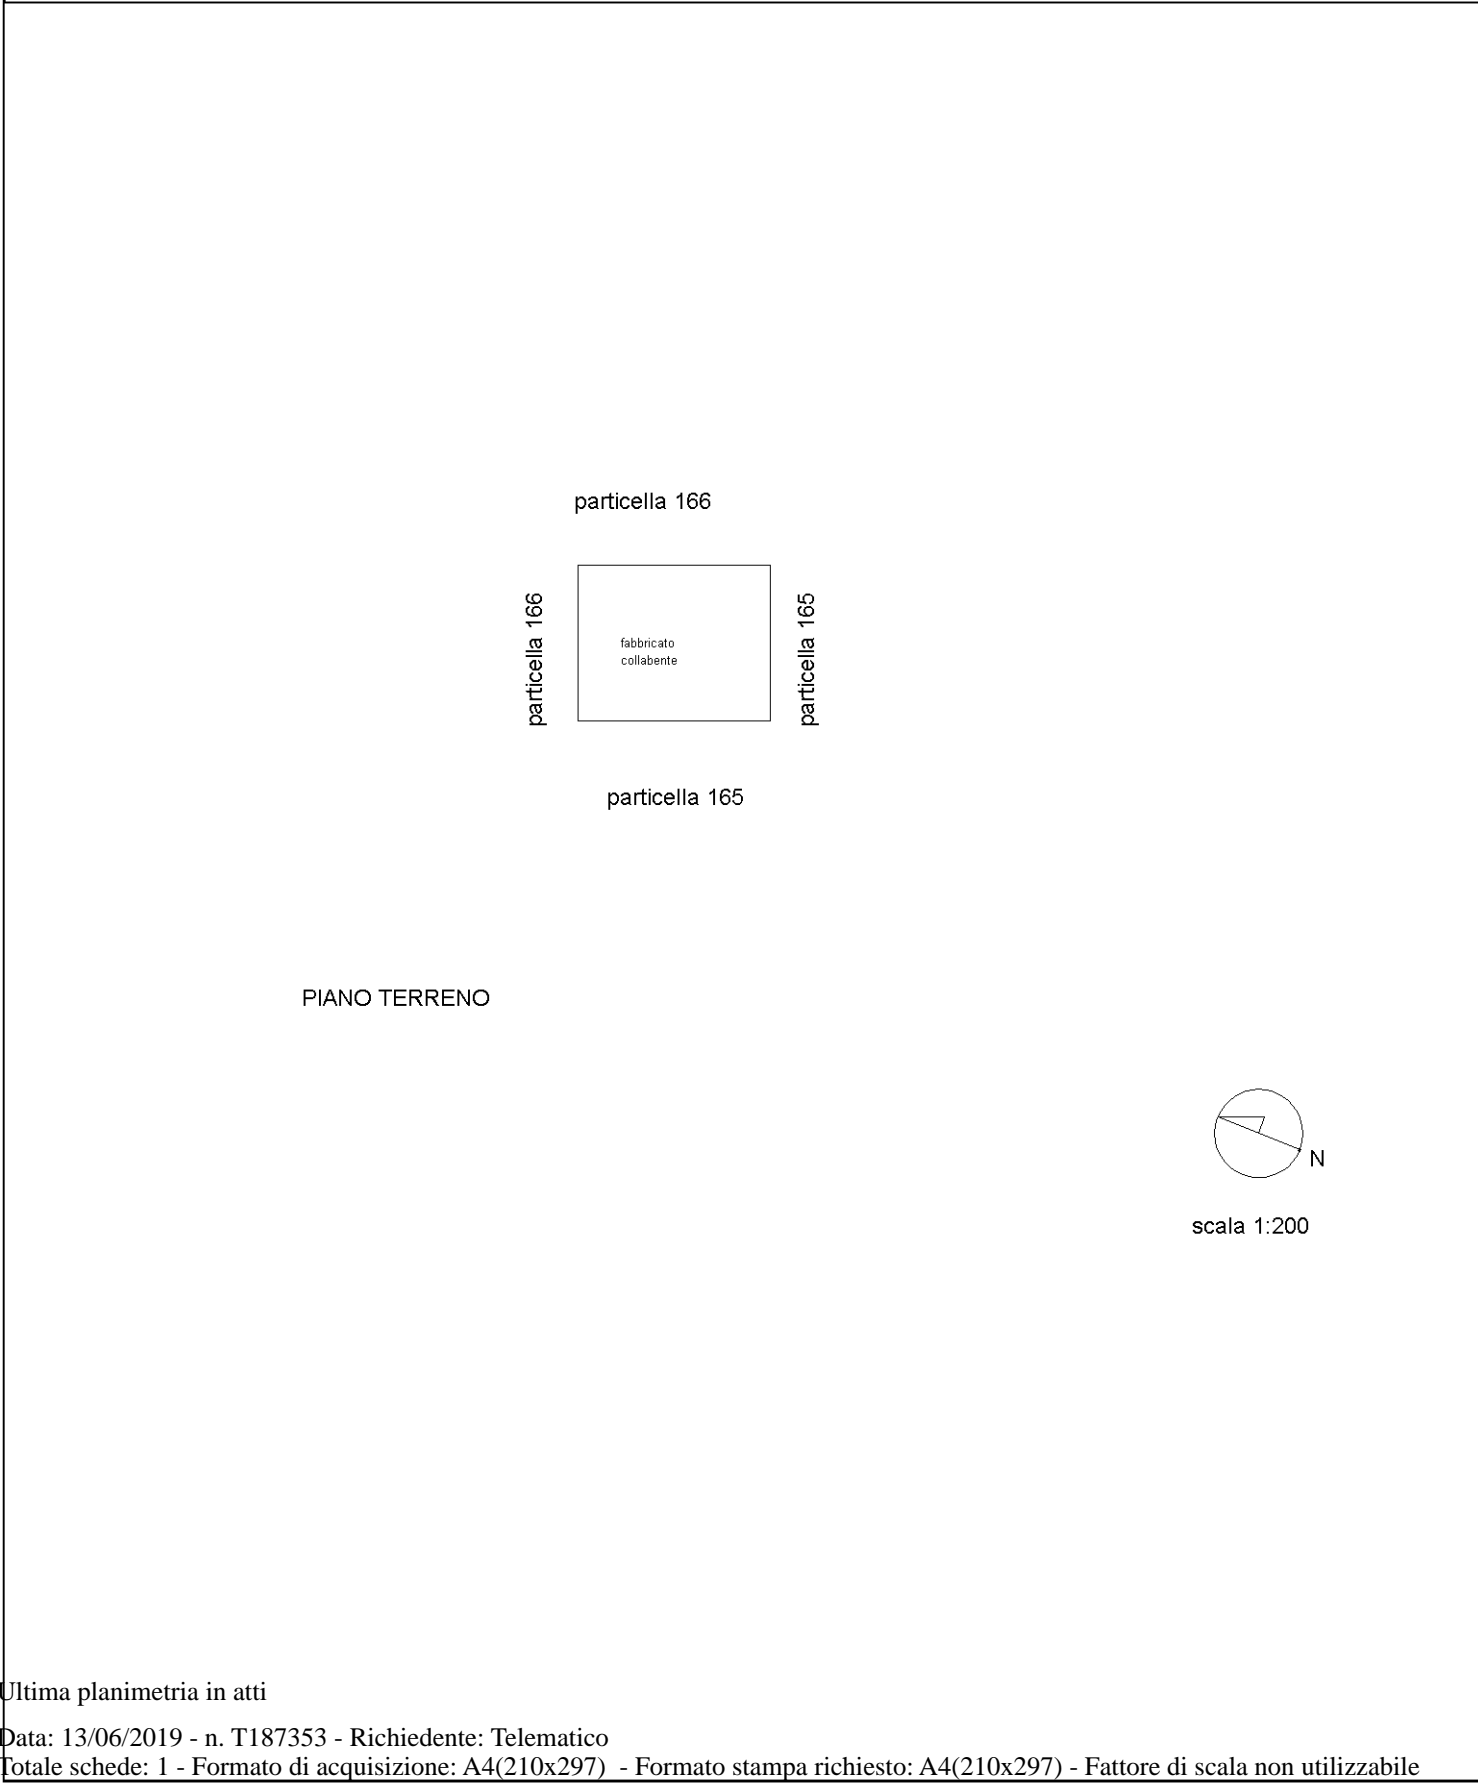 particella 166
particella 166
fabbricato
collabente
particella 165
particella 165
PIANO TERRENO
N
scala 1:200
Ultima planimetria in atti
Data: 13/06/2019 - n. T187353 - Richiedente: Telematico
Totale schede: 1 - Formato di acquisizione: A4(210x297) - Formato stampa richiesto: A4(210x297) - Fattore di scala non utilizzabile